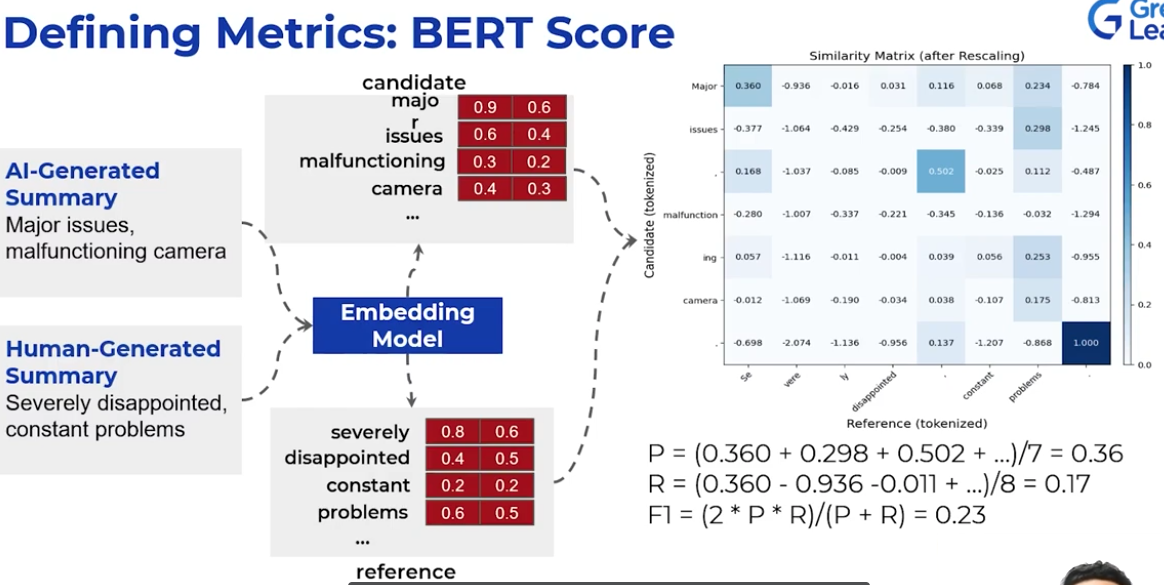 Defining Metrics: BERT Score
candidate
majo
r
0.9 0.6
issues
0.6 0.4
malfunctioning
0.3 0.2
camera
0.4 0.3
...
AI-Generated
Summary
Major issues,
malfunctioning camera
Embedding
Model
Human-Generated
Summary
Severely disappointed,
constant problems
severely
0.8 0.6
disappointed
0.4 0.5
constant
0.2 0.2
problems
0.6 0.5
...
reference
Similarity Matrix (after Rescaling)
Candidate (tokenized)
Major 0.360 -0.936 -0.016 0.031 0.116 0.068 0.234 -0.784
issues -0.377 -1.064 -0.429 -0.254 -0.380 -0.339 0.298 -1.245
, 0.168 -1.037 -0.085 -0.009 0.502 -0.025 0.112 -0.487
malfunction -0.280 -1.007 -0.337 -0.221 -0.345 -0.136 -0.032 -1.294
ing 0.057 -1.116 -0.011 -0.004 0.039 0.056 0.253 -0.955
camera -0.012 -1.069 -0.190 -0.034 0.038 -0.107 0.175 -0.813
. -0.698 -2.074 -1.136 -0.956 0.137 -1.207 -0.868 1.000
Se vere ly disappointed , constant problems .
Reference (tokenized)
1.0
0.8
0.6
0.4
0.2
0.0
P = (0.360 + 0.298 + 0.502 + ...)/7 = 0.36
R = (0.360 - 0.936 -0.011 + ...)/8 = 0.17
F1 = (2 * P * R)/(P + R) = 0.23